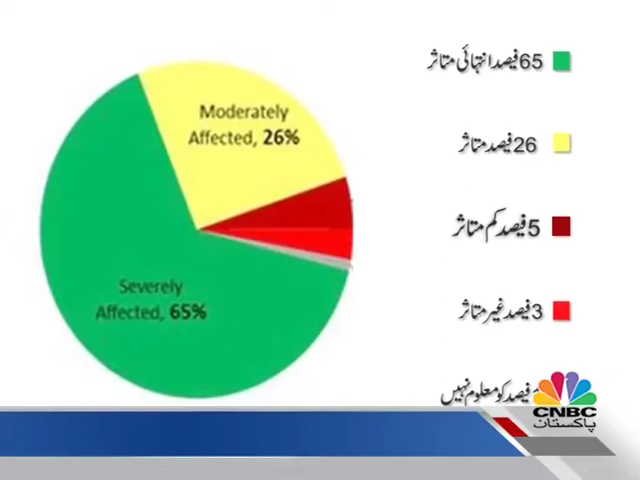 65 فیصد انتہائی متاثر
Moderately
Affected, 26%
26 فیصد متاثر
5 فیصد کم متاثر
Severely
Affected, 65%
3 فیصد غیر متاثر
فیصد کو معلوم نہیں
CNBC
پاکستان